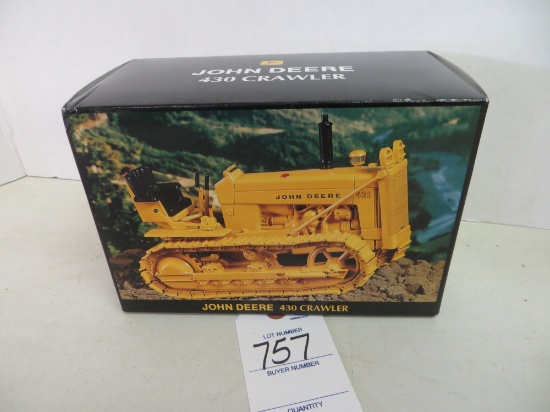 JOHN DEERE
430 CRAWLER
JOHN DEERE
JOHN DEERE 430 CRAWLER
LOT NUMBER
757
BUYER NUMBER
QUANTITY